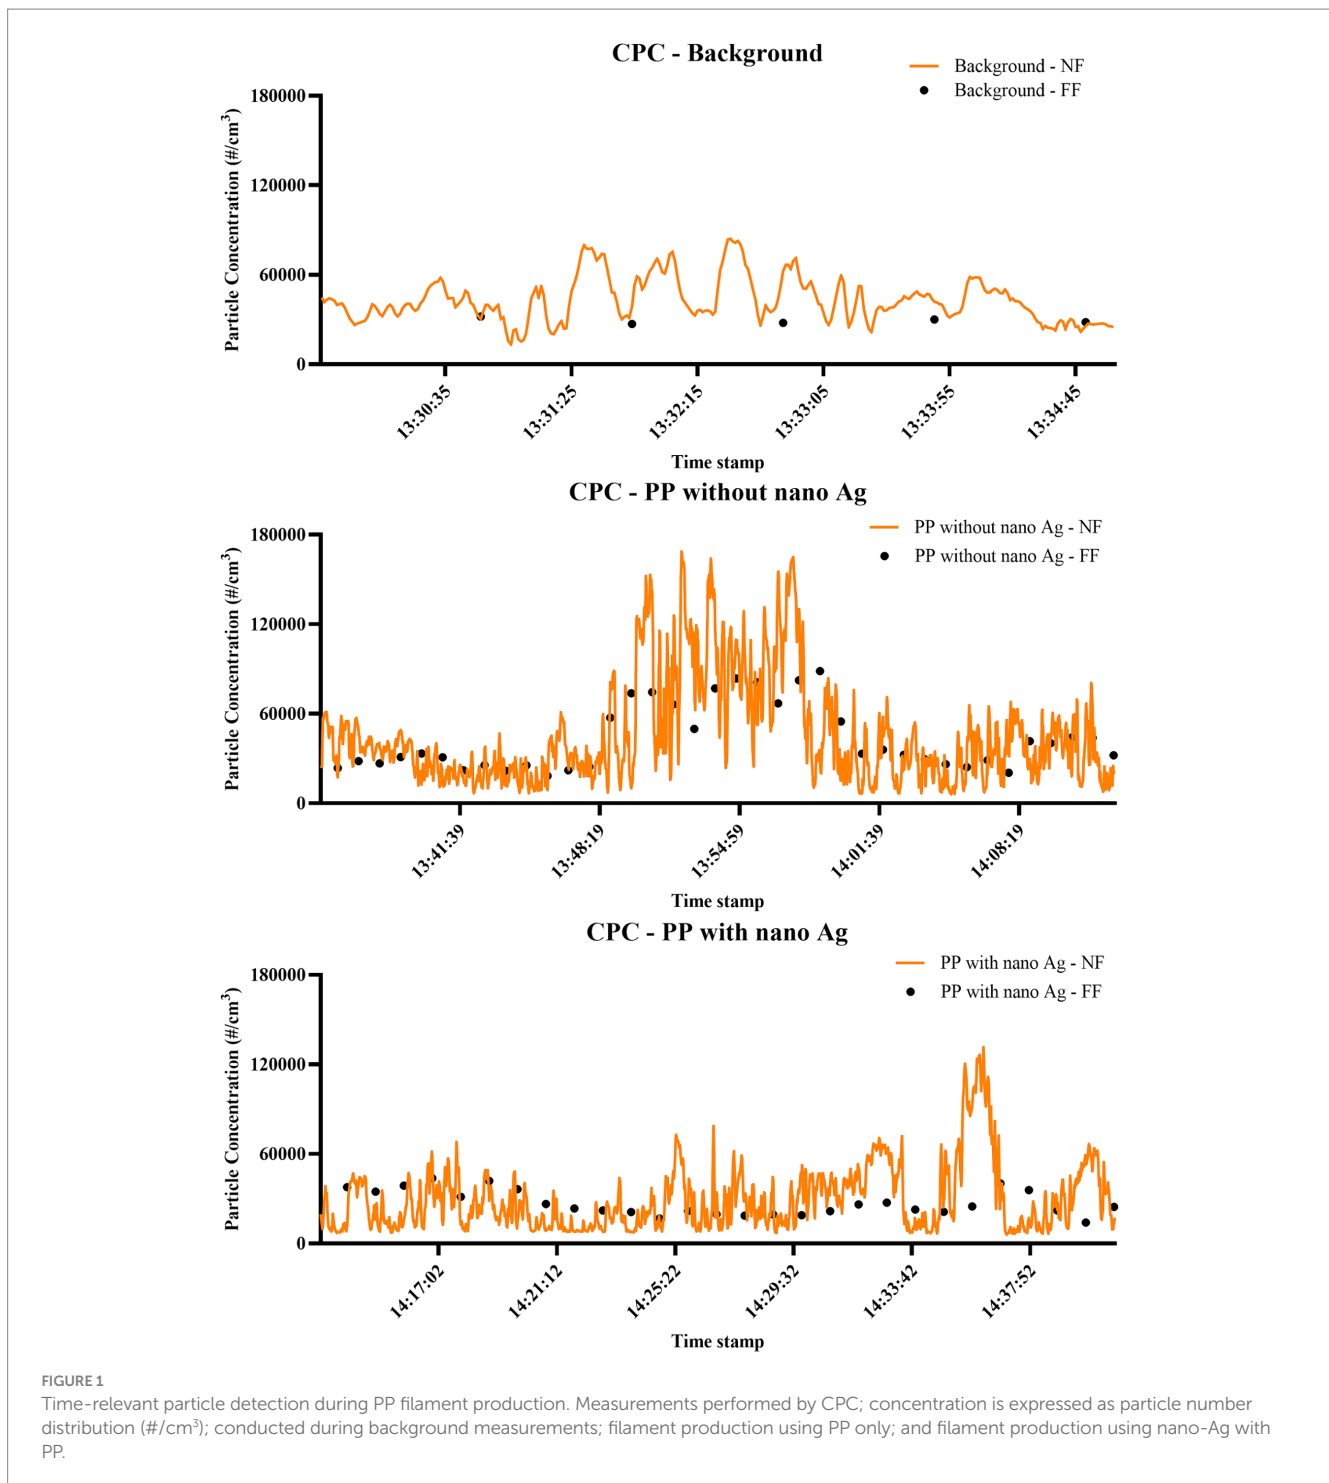 CPC - Background
Background - NF
Background - FF
Particle Concentration (#/cm³)
180000
120000
60000
0
13:30:35
13:31:25
13:32:15
13:33:05
13:33:55
13:34:45
Time stamp
CPC - PP without nano Ag
PP without nano Ag - NF
PP without nano Ag - FF
Particle Concentration (#/cm³)
180000
120000
60000
0
13:41:39
13:48:19
13:54:59
14:01:39
14:08:19
Time stamp
CPC - PP with nano Ag
PP with nano Ag - NF
PP with nano Ag - FF
Particle Concentration (#/cm³)
180000
120000
60000
0
14:17:02
14:21:12
14:25:22
14:29:32
14:33:42
14:37:52
Time stamp
FIGURE 1
Time-relevant particle detection during PP filament production. Measurements performed by CPC; concentration is expressed as particle number
distribution (#/cm³); conducted during background measurements; filament production using PP only; and filament production using nano-Ag with
PP.